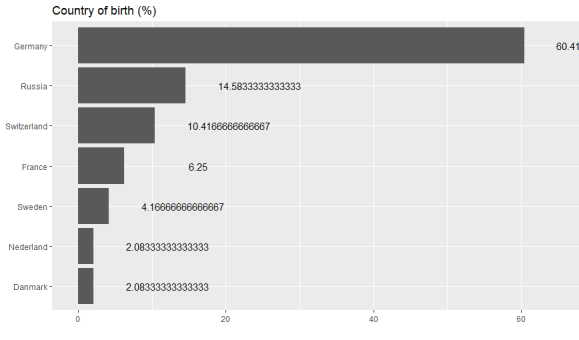 Country of birth (%)
Germany 60.41
Russia 14.5833333333333
Switzerland 10.4166666666667
France 6.25
Sweden 4.16666666666667
Nederland 2.08333333333333
Danmark 2.08333333333333
0 20 40 60